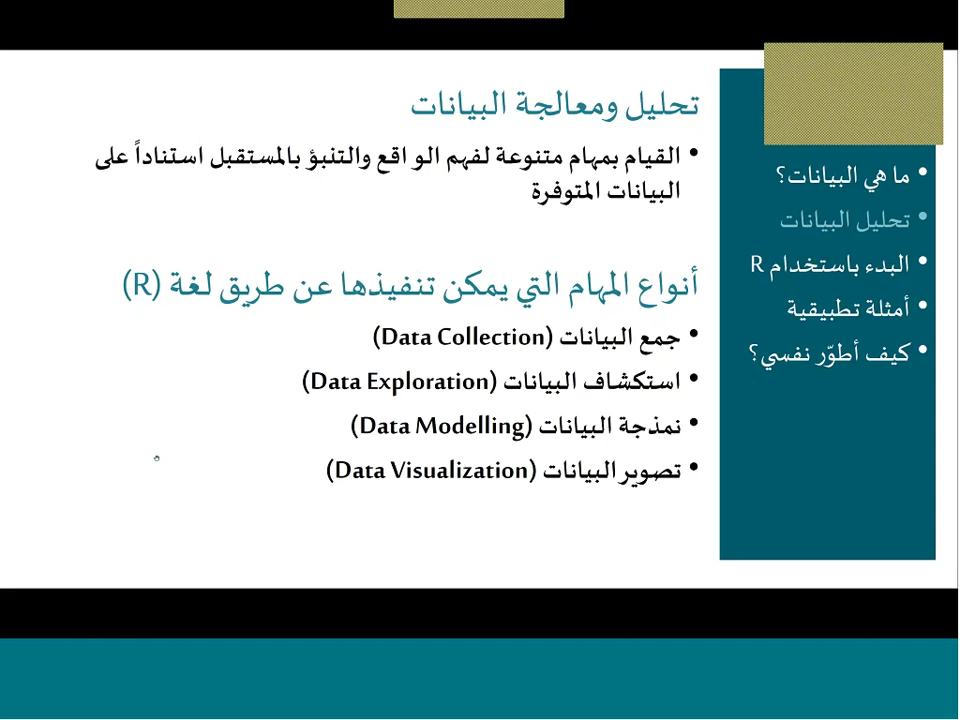 تحليل ومعالجة البيانات
• القيام بمهام متنوعة لفهم الواقع والتنبؤ بالمستقبل استناداً على
البيانات المتوفرة
أنواع المهام التي يمكن تنفيذها عن طريق لغة (R)
• جمع البيانات (Data Collection)
• استكشاف البيانات (Data Exploration)
• نمذجة البيانات (Data Modelling)
• تصوير البيانات (Data Visualization)
• ما هي البيانات؟
• تحليل البيانات
• البدء باستخدام R
• أمثلة تطبيقية
• كيف أطوّر نفسي؟